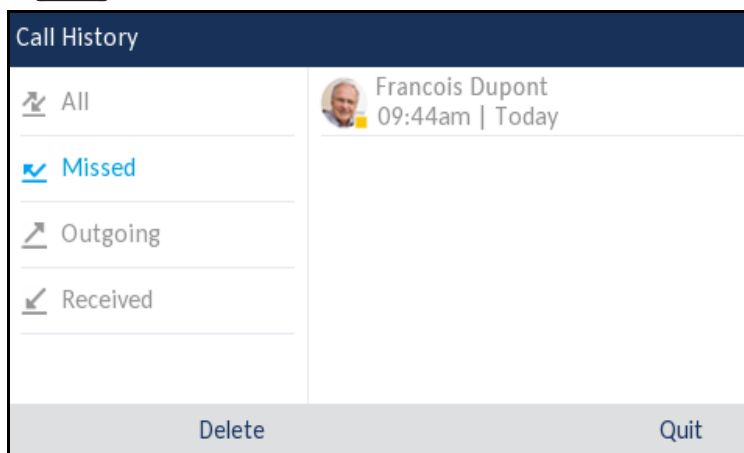 Call History
All
Missed
Outgoing
Received
Francois Dupont
09:44am | Today
Delete
Quit